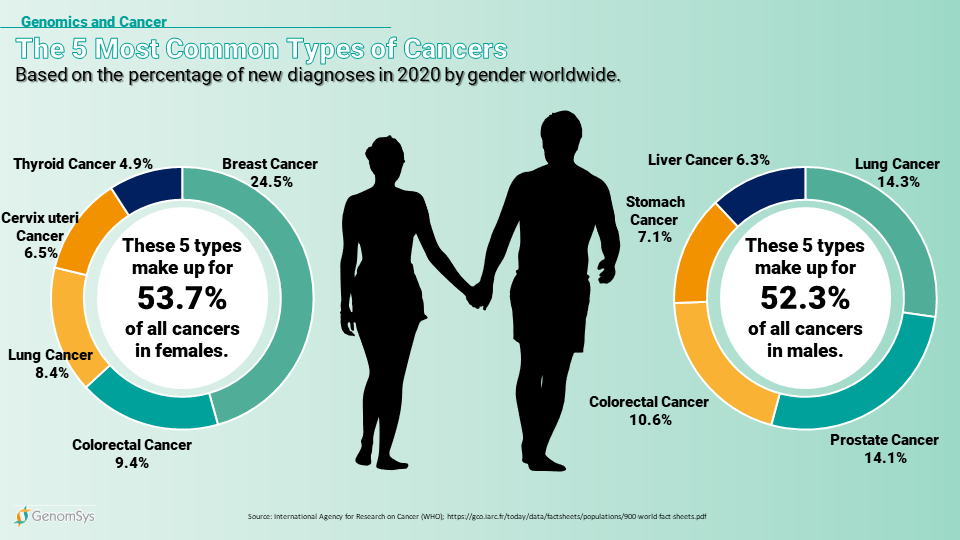 Genomics and Cancer
The 5 Most Common Types of Cancers
Based on the percentage of new diagnoses in 2020 by gender worldwide.
Thyroid Cancer 4.9%
Breast Cancer
24.5%
Cervix uteri
Cancer
6.5%
These 5 types
make up for
53.7%
of all cancers
in females.
Lung Cancer
8.4%
Colorectal Cancer
9.4%
Liver Cancer 6.3%
Lung Cancer
14.3%
Stomach
Cancer
7.1%
These 5 types
make up for
52.3%
of all cancers
in males.
Colorectal Cancer
10.6%
Prostate Cancer
14.1%
GenomSys
Source: International Agency for Research on Cancer (WHO); https://gco.iarc.fr/today/data/factsheets/populations/900-world-fact-sheets.pdf